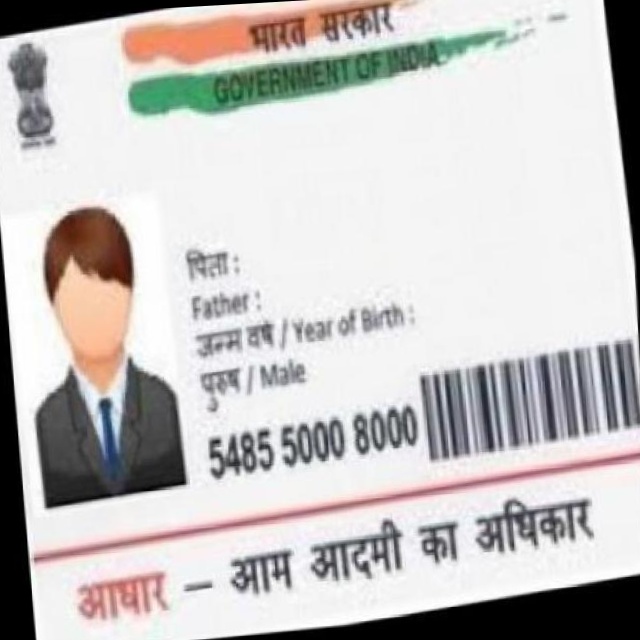 भारत सरकार
GOVERNMENT OF INDIA
पिता :
Father :
जन्म वर्ष / Year of Birth :
पुरुष / Male
5485 5000 8000
आधार – आम आदमी का अधिकार